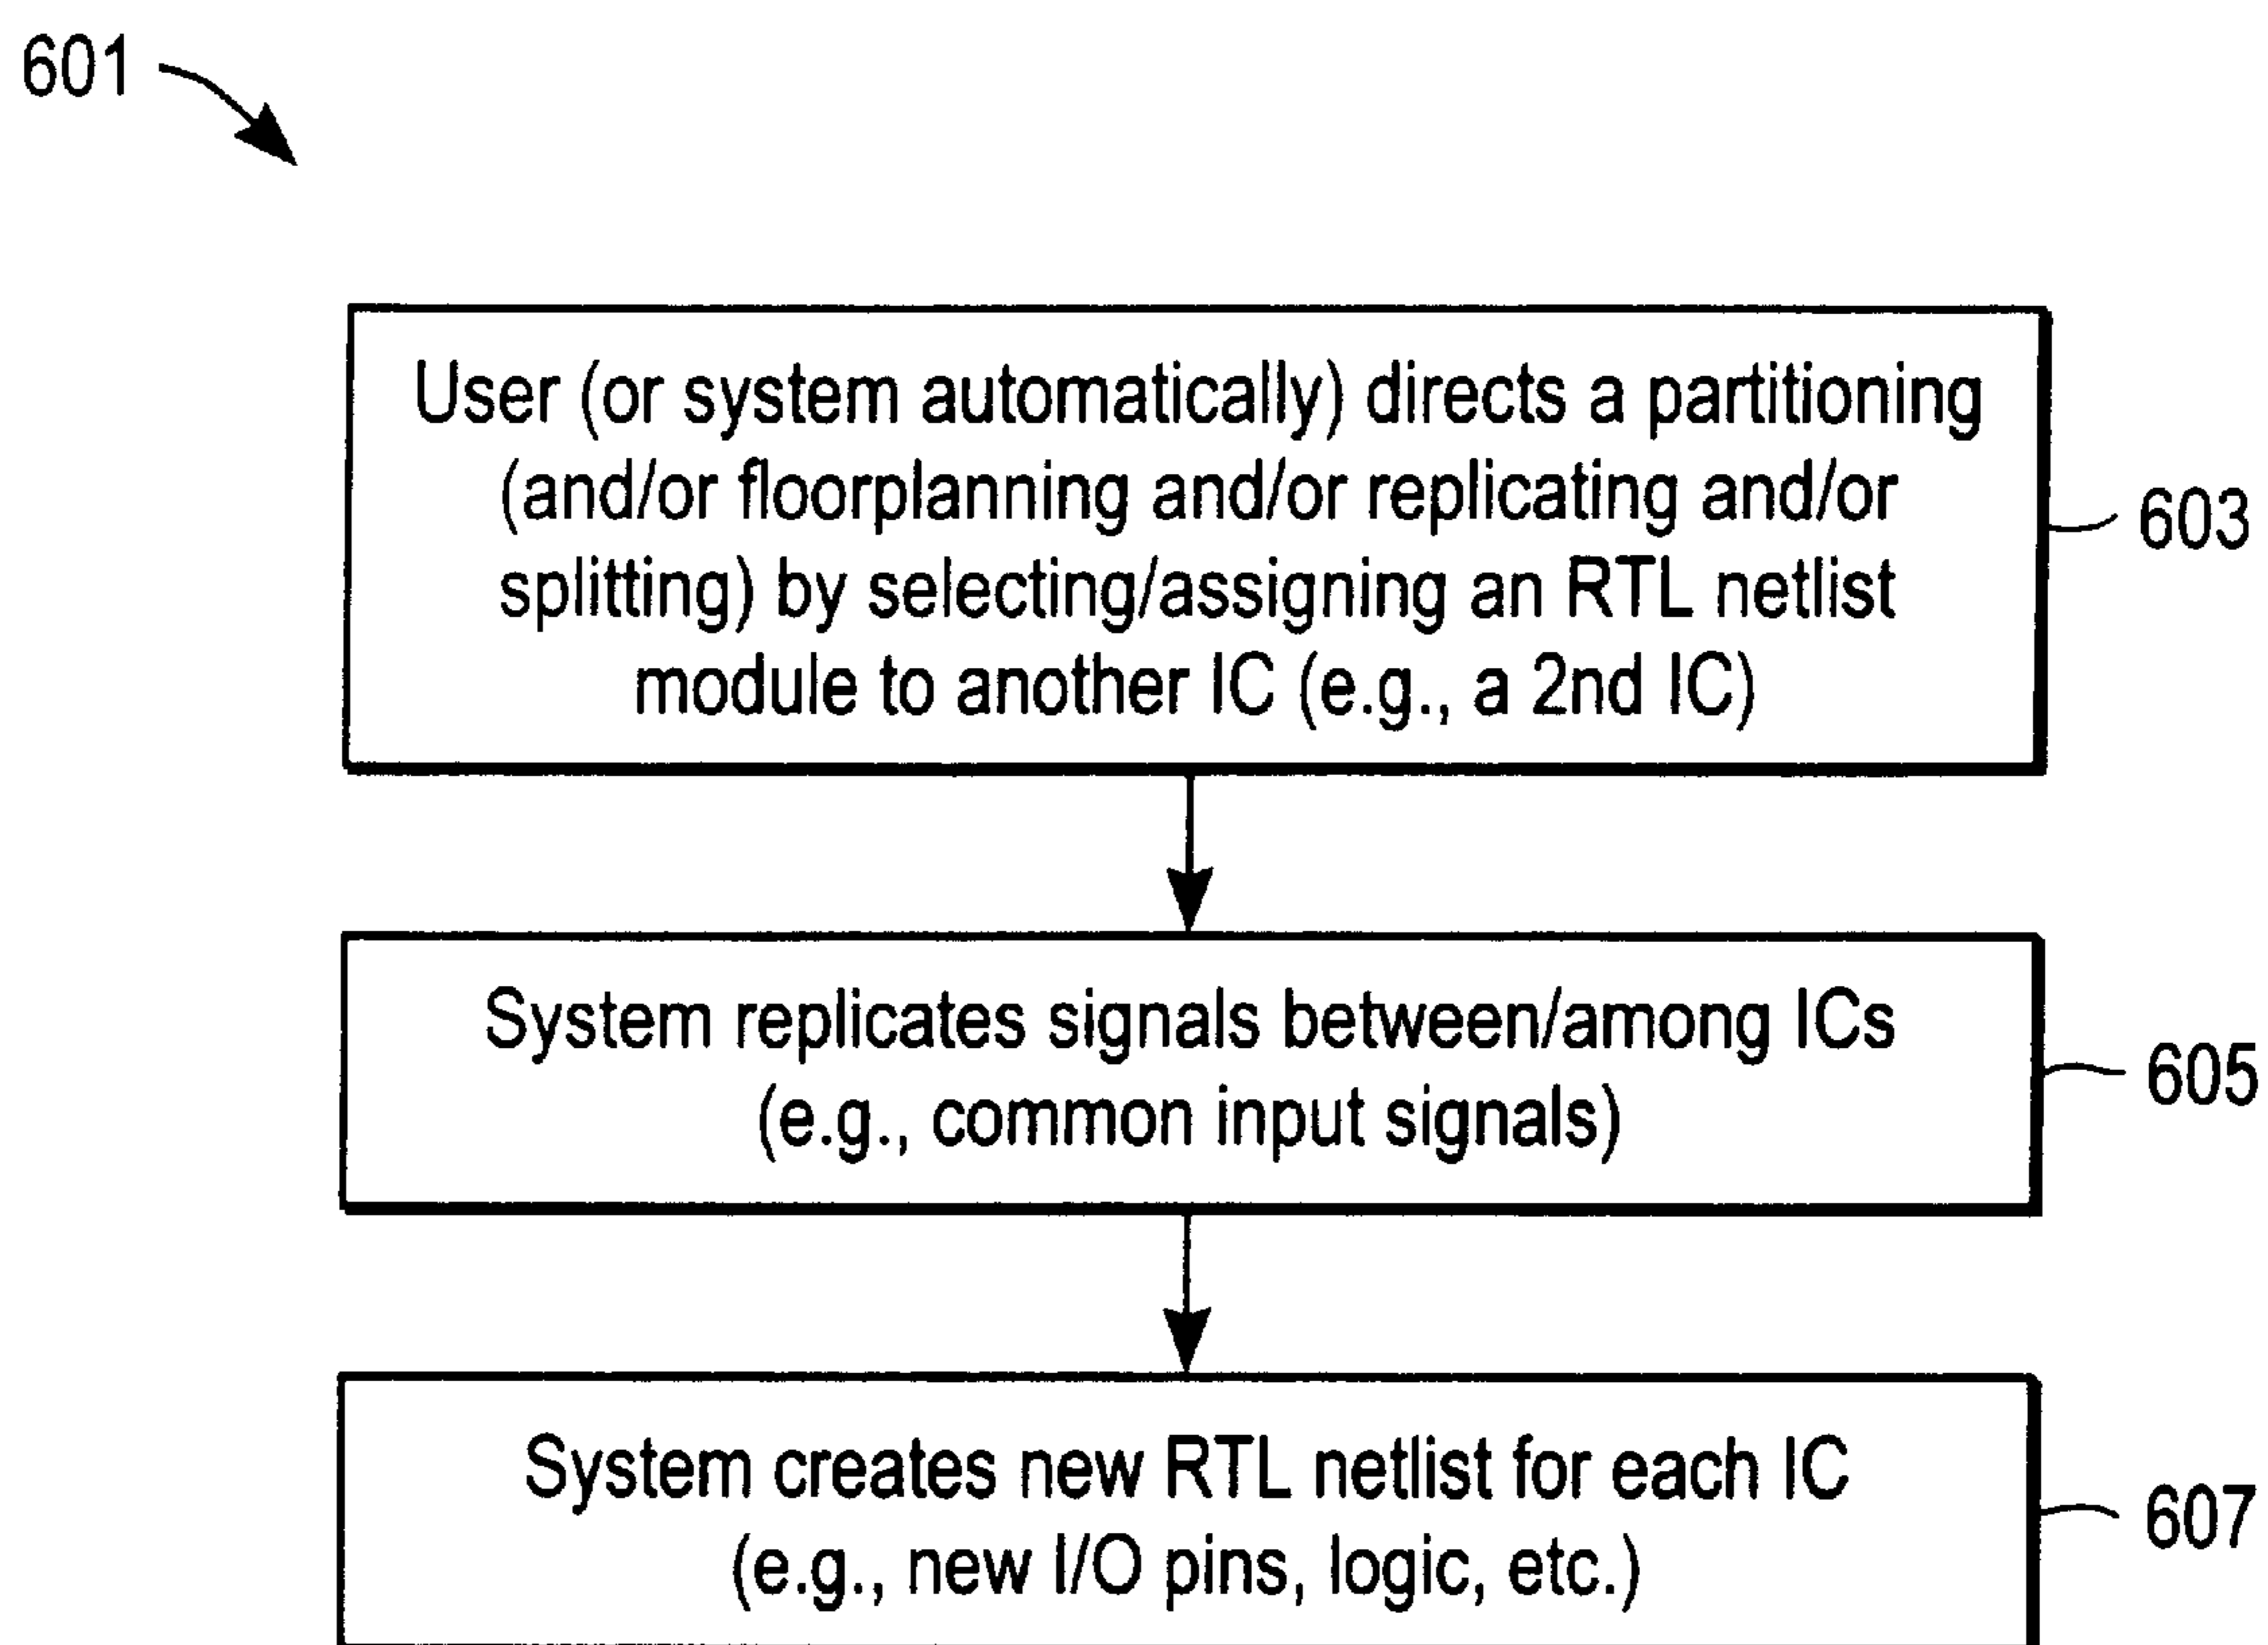 601
User (or system automatically) directs a partitioning
(and/or floorplanning and/or replicating and/or
splitting) by selecting/assigning an RTL netlist
module to another IC (e.g., a 2nd IC)
603
System replicates signals between/among ICs
(e.g., common input signals)
605
System creates new RTL netlist for each IC
(e.g., new I/O pins, logic, etc.)
607